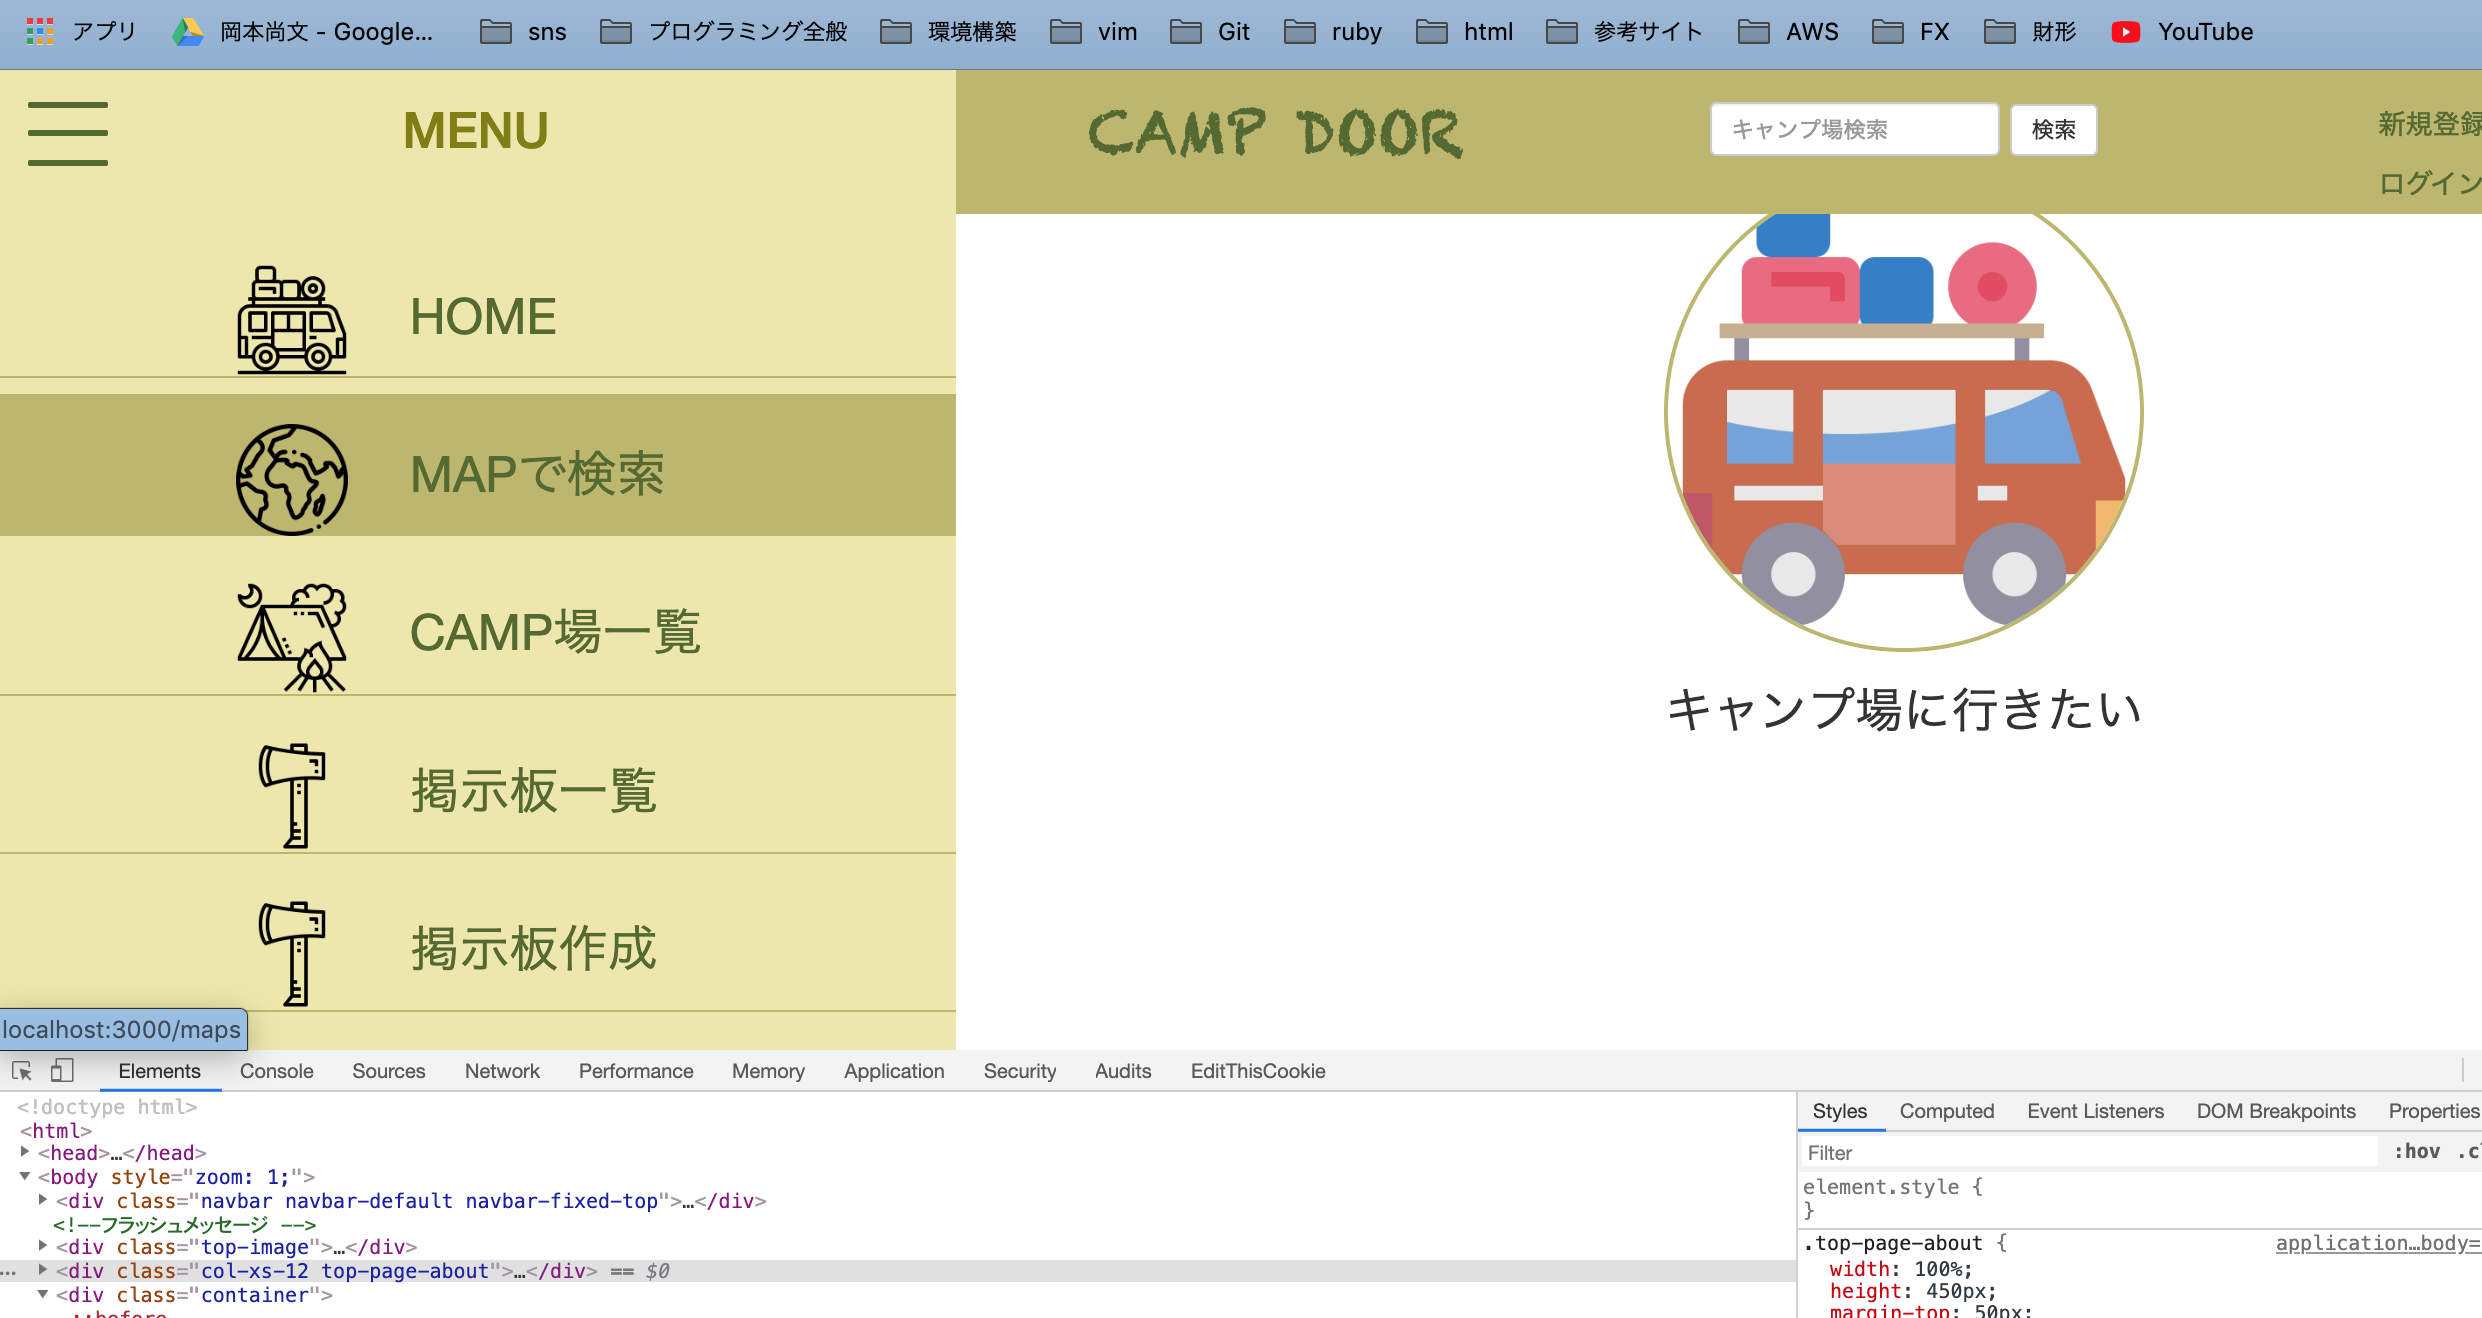 アプリ 岡本尚文 - Google... sns プログラミング全般 環境構築 vim Git ruby html 参考サイト AWS FX 財形 YouTube
MENU
CAMP DOOR
キャンプ場検索 検索
新規登録
ログイン
HOME
MAPで検索
CAMP場一覧
掲示板一覧
掲示板作成
キャンプ場に行きたい
localhost:3000/maps
Elements Console Sources Network Performance Memory Application Security Audits EditThisCookie
<!doctype html>
<html>
<head>…</head>
<body style="zoom: 1;">
<div class="navbar navbar-default navbar-fixed-top">…</div>
<!--フラッシュメッセージ -->
<div class="top-image">…</div>
... <div class="col-xs-12 top-page-about">…</div> == $0
<div class="container">
::before
Styles Computed Event Listeners DOM Breakpoints Properties
Filter :hov
element.style {
}
.top-page-about { application…body=
width: 100%;
height: 450px;
margin-top: 50px;